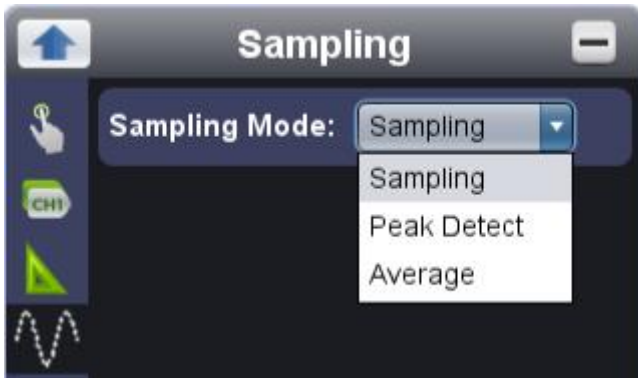 Sampling
Sampling Mode: Sampling
Sampling
CH1
Peak Detect
Average